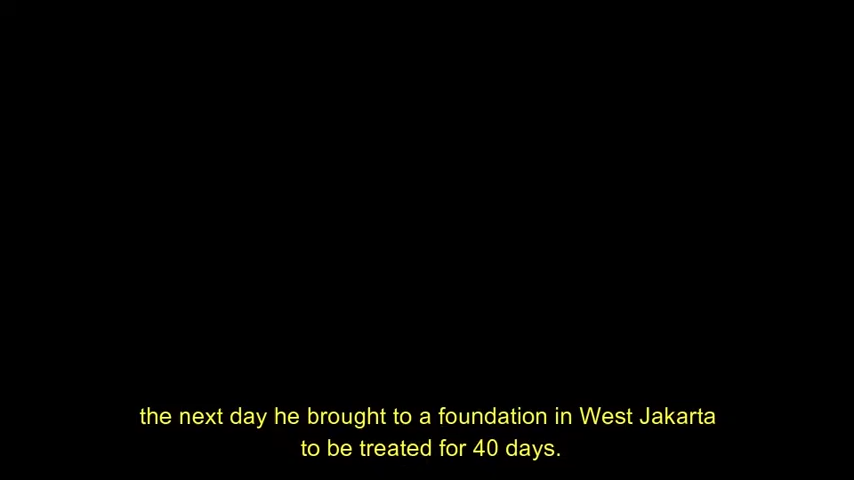 the next day he brought to a foundation in West Jakarta
to be treated for 40 days.